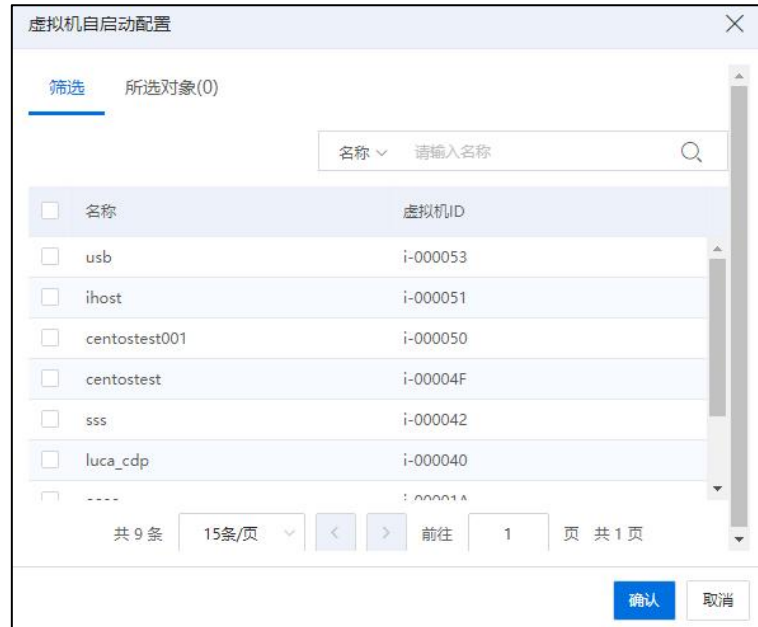 虚拟机自启动配置
筛选 所选对象(0)
名称 请输入名称
名称 虚拟机ID
usb i-000053
ihost i-000051
centostest001 i-000050
centostest i-00004F
sss i-000042
luca_cdp i-000040
i-00001A
共 9 条 15条/页 前往 1 页 共 1 页
确认 取消